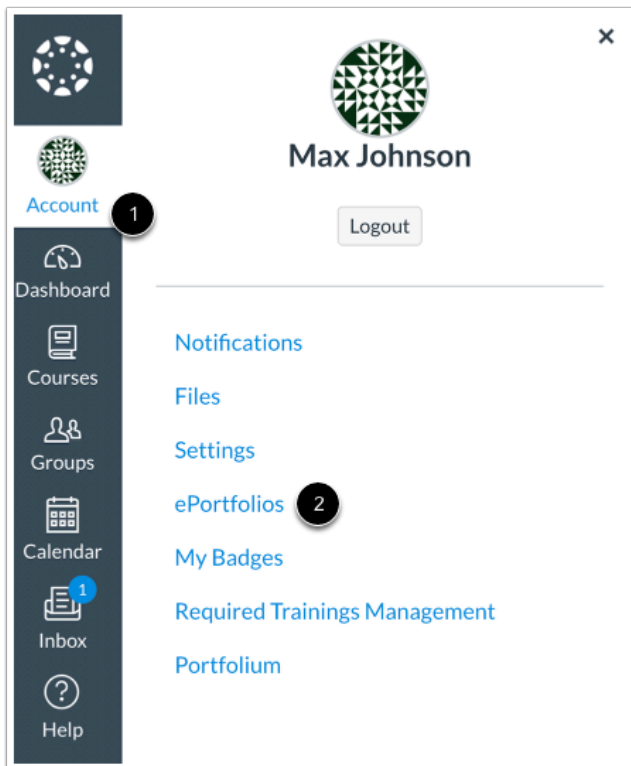 Account
1
Dashboard
Courses
Groups
Calendar
1
Inbox
Help
×
Max Johnson
Logout
Notifications
Files
Settings
ePortfolios 2
My Badges
Required Trainings Management
Portfolium